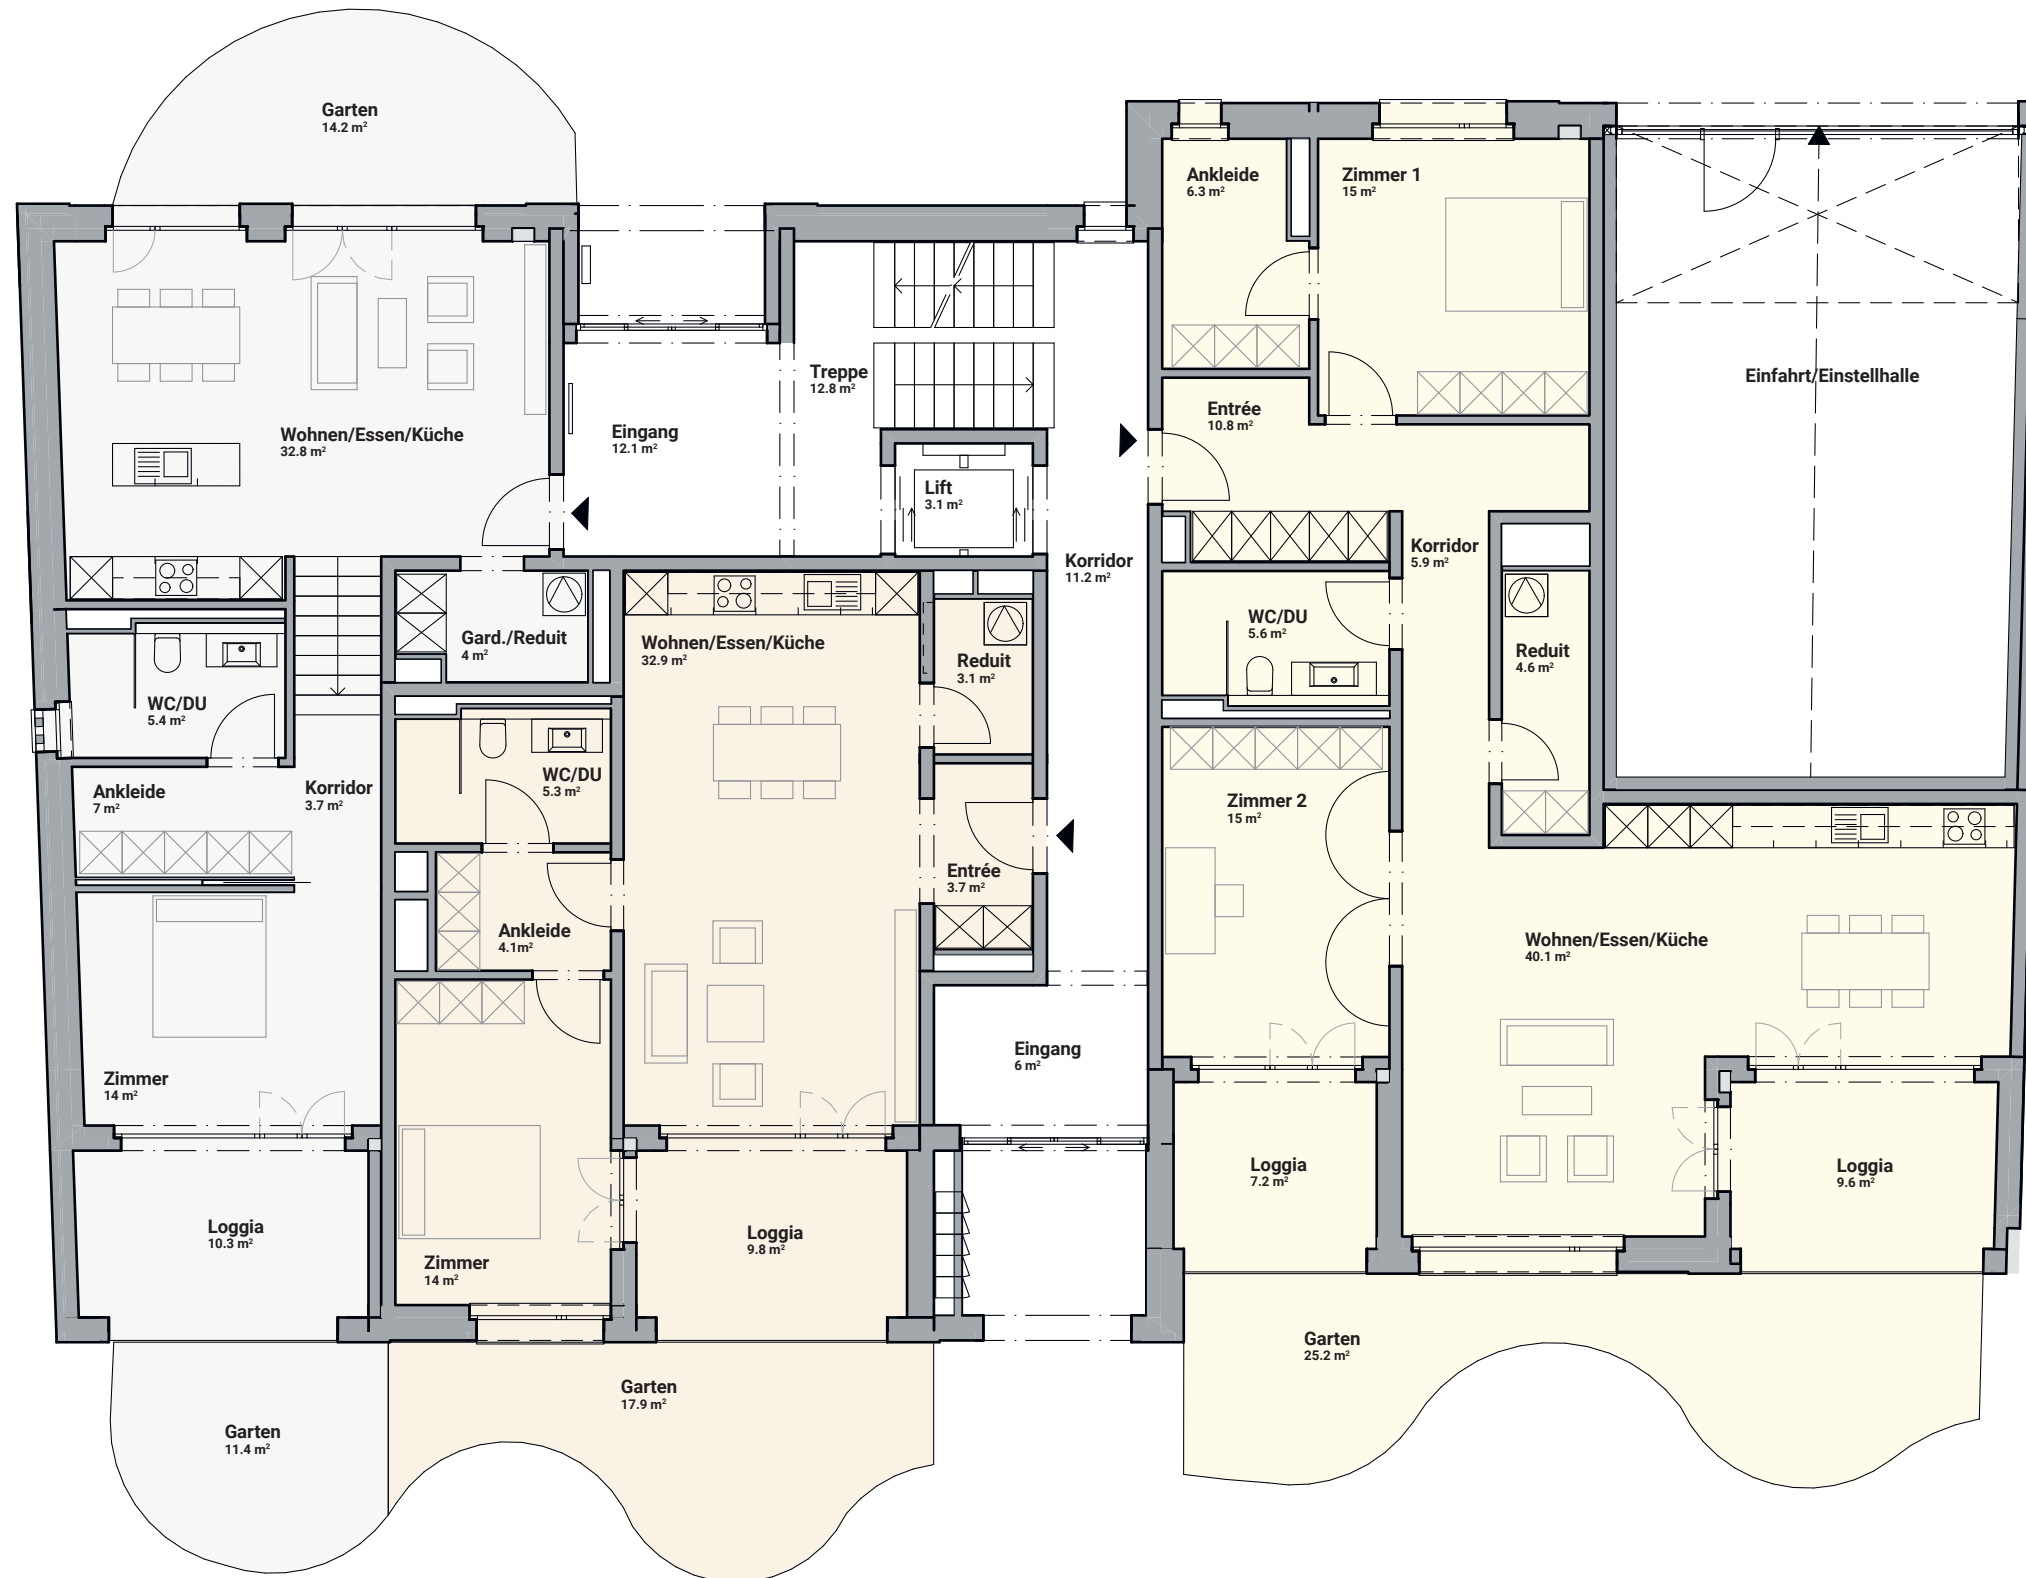 Garten
14.2 m²
Ankleide
6.3 m²
Zimmer 1
15 m²
Einfahrt/Einstellhalle
Treppe
12.8 m²
Entrée
10.8 m²
Wohnen/Essen/Küche
32.8 m²
Eingang
12.1 m²
Lift
3.1 m²
Korridor
11.2 m²
Korridor
5.9 m²
Gard./Reduit
4 m²
Wohnen/Essen/Küche
32.9 m²
Reduit
3.1 m²
WC/DU
5.6 m²
Reduit
4.6 m²
WC/DU
5.4 m²
WC/DU
5.3 m²
Ankleide
7 m²
Korridor
3.7 m²
Zimmer 2
15 m²
Entrée
3.7 m²
Ankleide
4.1m²
Wohnen/Essen/Küche
40.1 m²
Eingang
6 m²
Zimmer
14 m²
Loggia
7.2 m²
Loggia
9.6 m²
Loggia
10.3 m²
Loggia
9.8 m²
Zimmer
14 m²
Garten
25.2 m²
Garten
17.9 m²
Garten
11.4 m²